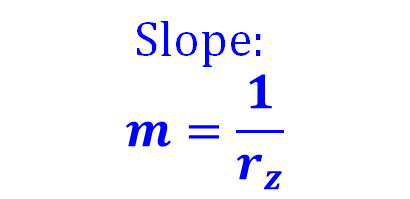 Slope:
m = 1/r_z